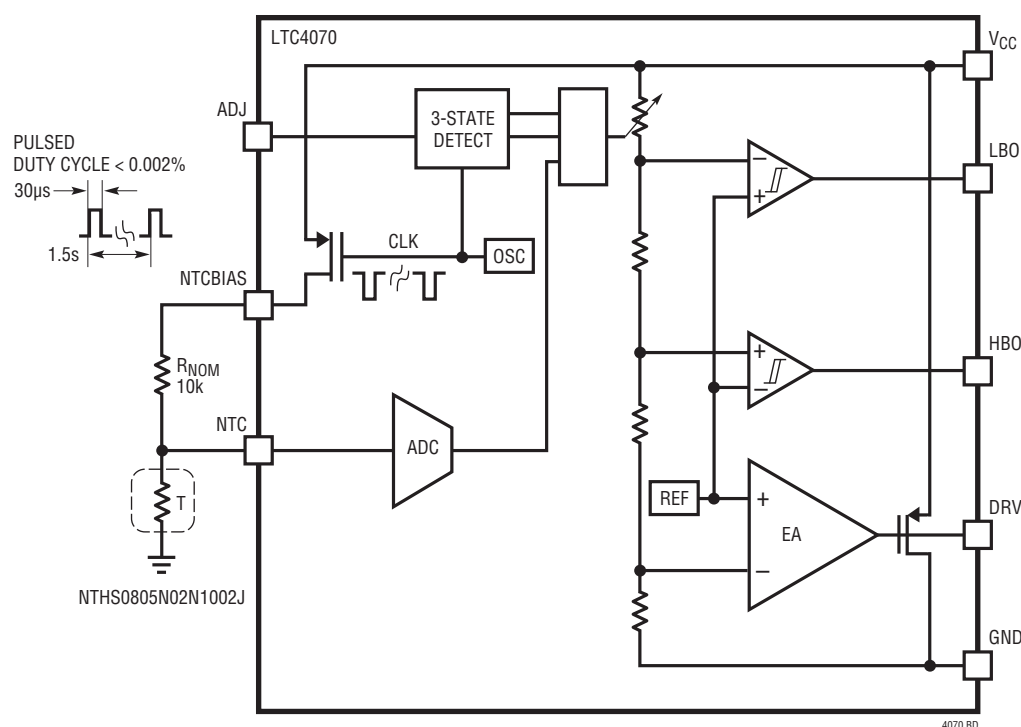 LTC4070
VCC
ADJ
3-STATE
DETECT
PULSED
DUTY CYCLE < 0.002%
30µs
1.5s
LBO
CLK
OSC
NTCBIAS
RNOM
10k
HBO
NTC
ADC
T
REF
EA
DRV
NTHS0805N02N1002J
GND
4070 BD